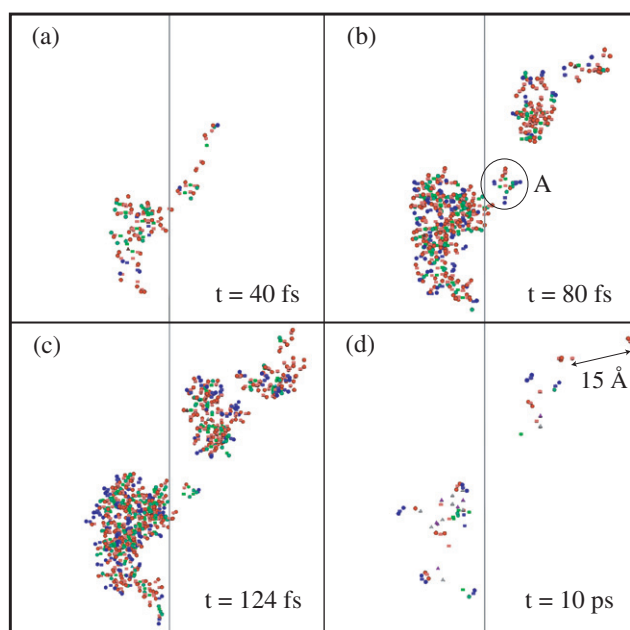 (a)
t = 40 fs
(b)
A
t = 80 fs
(c)
t = 124 fs
(d)
15 Å
t = 10 ps